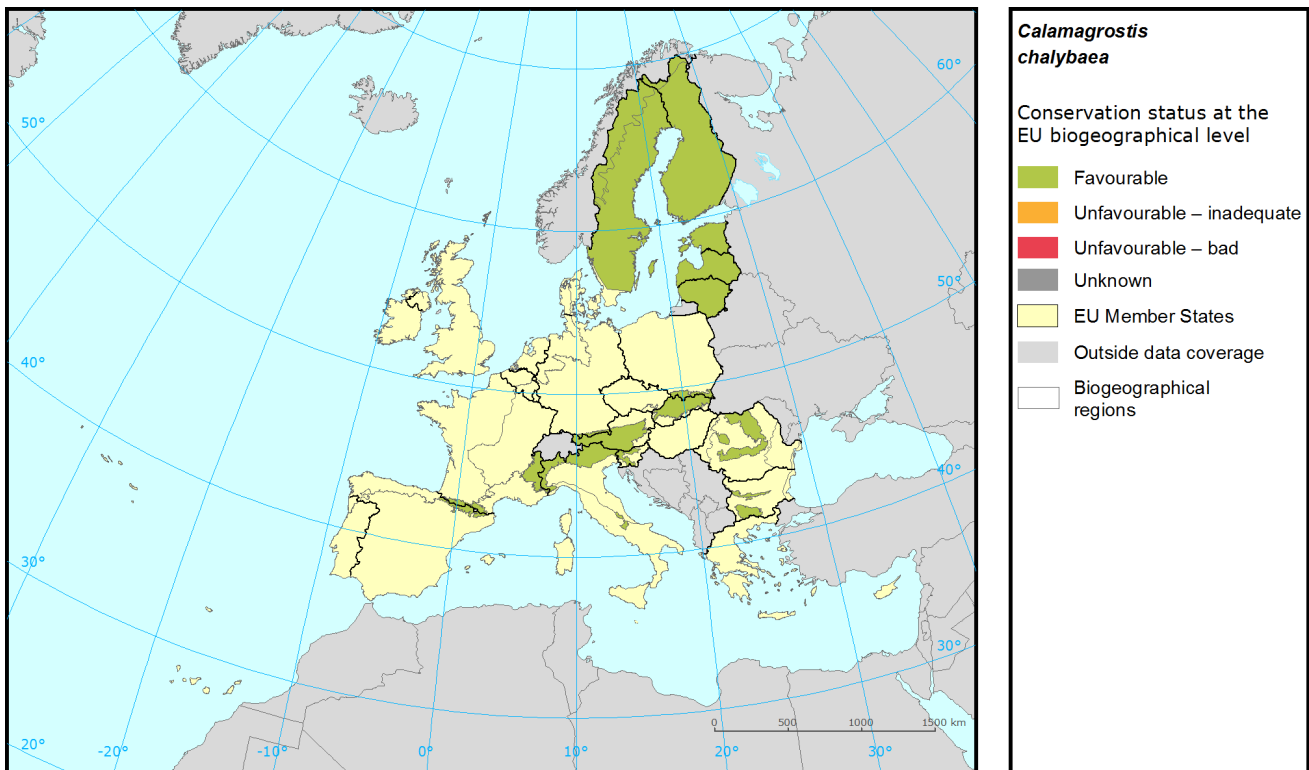 Calamagrostis
chalybaea
Conservation status at the
EU biogeographical level
Favourable
Unfavourable – inadequate
Unfavourable – bad
Unknown
EU Member States
Outside data coverage
Biogeographical
regions
60°
50°
50°
40°
40°
30°
30°
20°
-20°
-10°
0°
10°
20°
30°
0
500
1000
1500 km